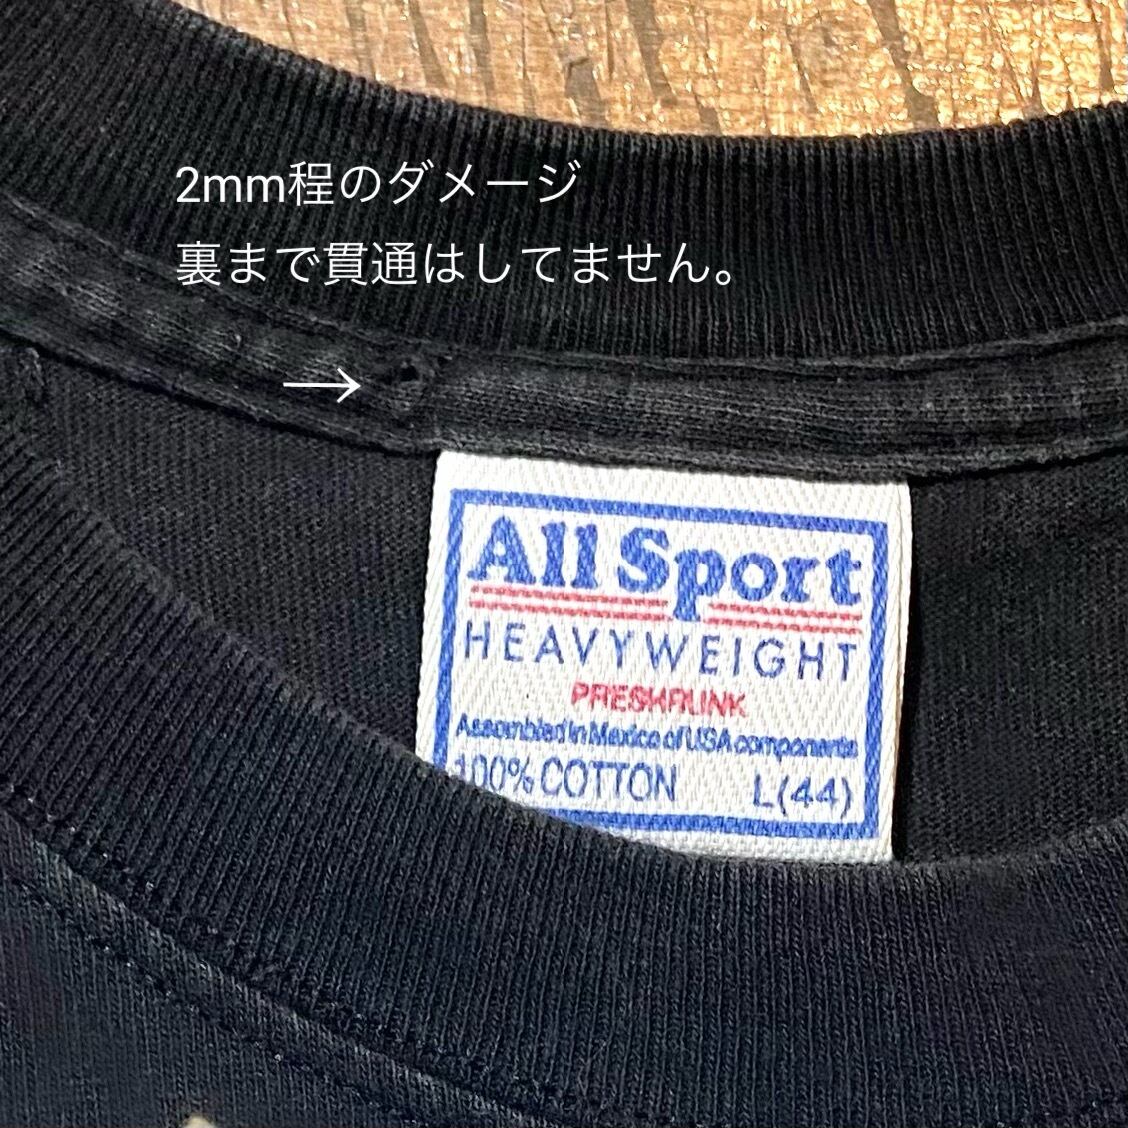 2mm程のダメージ
裏まで貫通はしてません。
→
All Sport
HEAVYWEIGHT
PRESHRUNK
Assembled in Mexico of USA components
100% COTTON L(44)